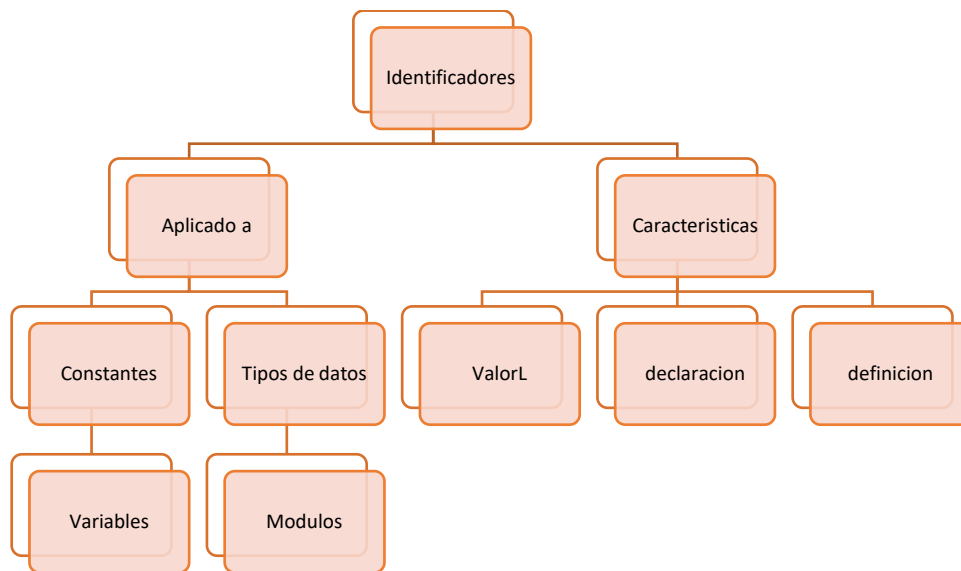 Identificadores
Aplicado a
Caracteristicas
Constantes
Tipos de datos
ValorL
declaracion
definicion
Variables
Modulos